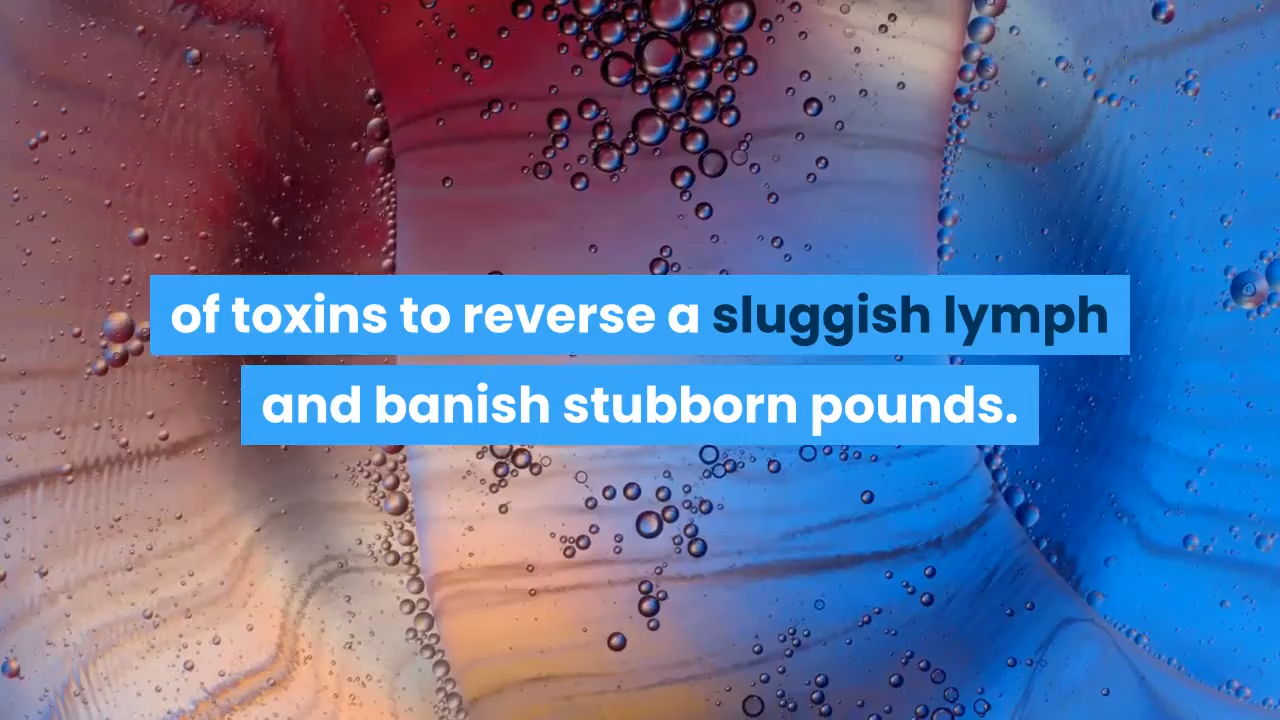 of toxins to reverse a sluggish lymph
and banish stubborn pounds.